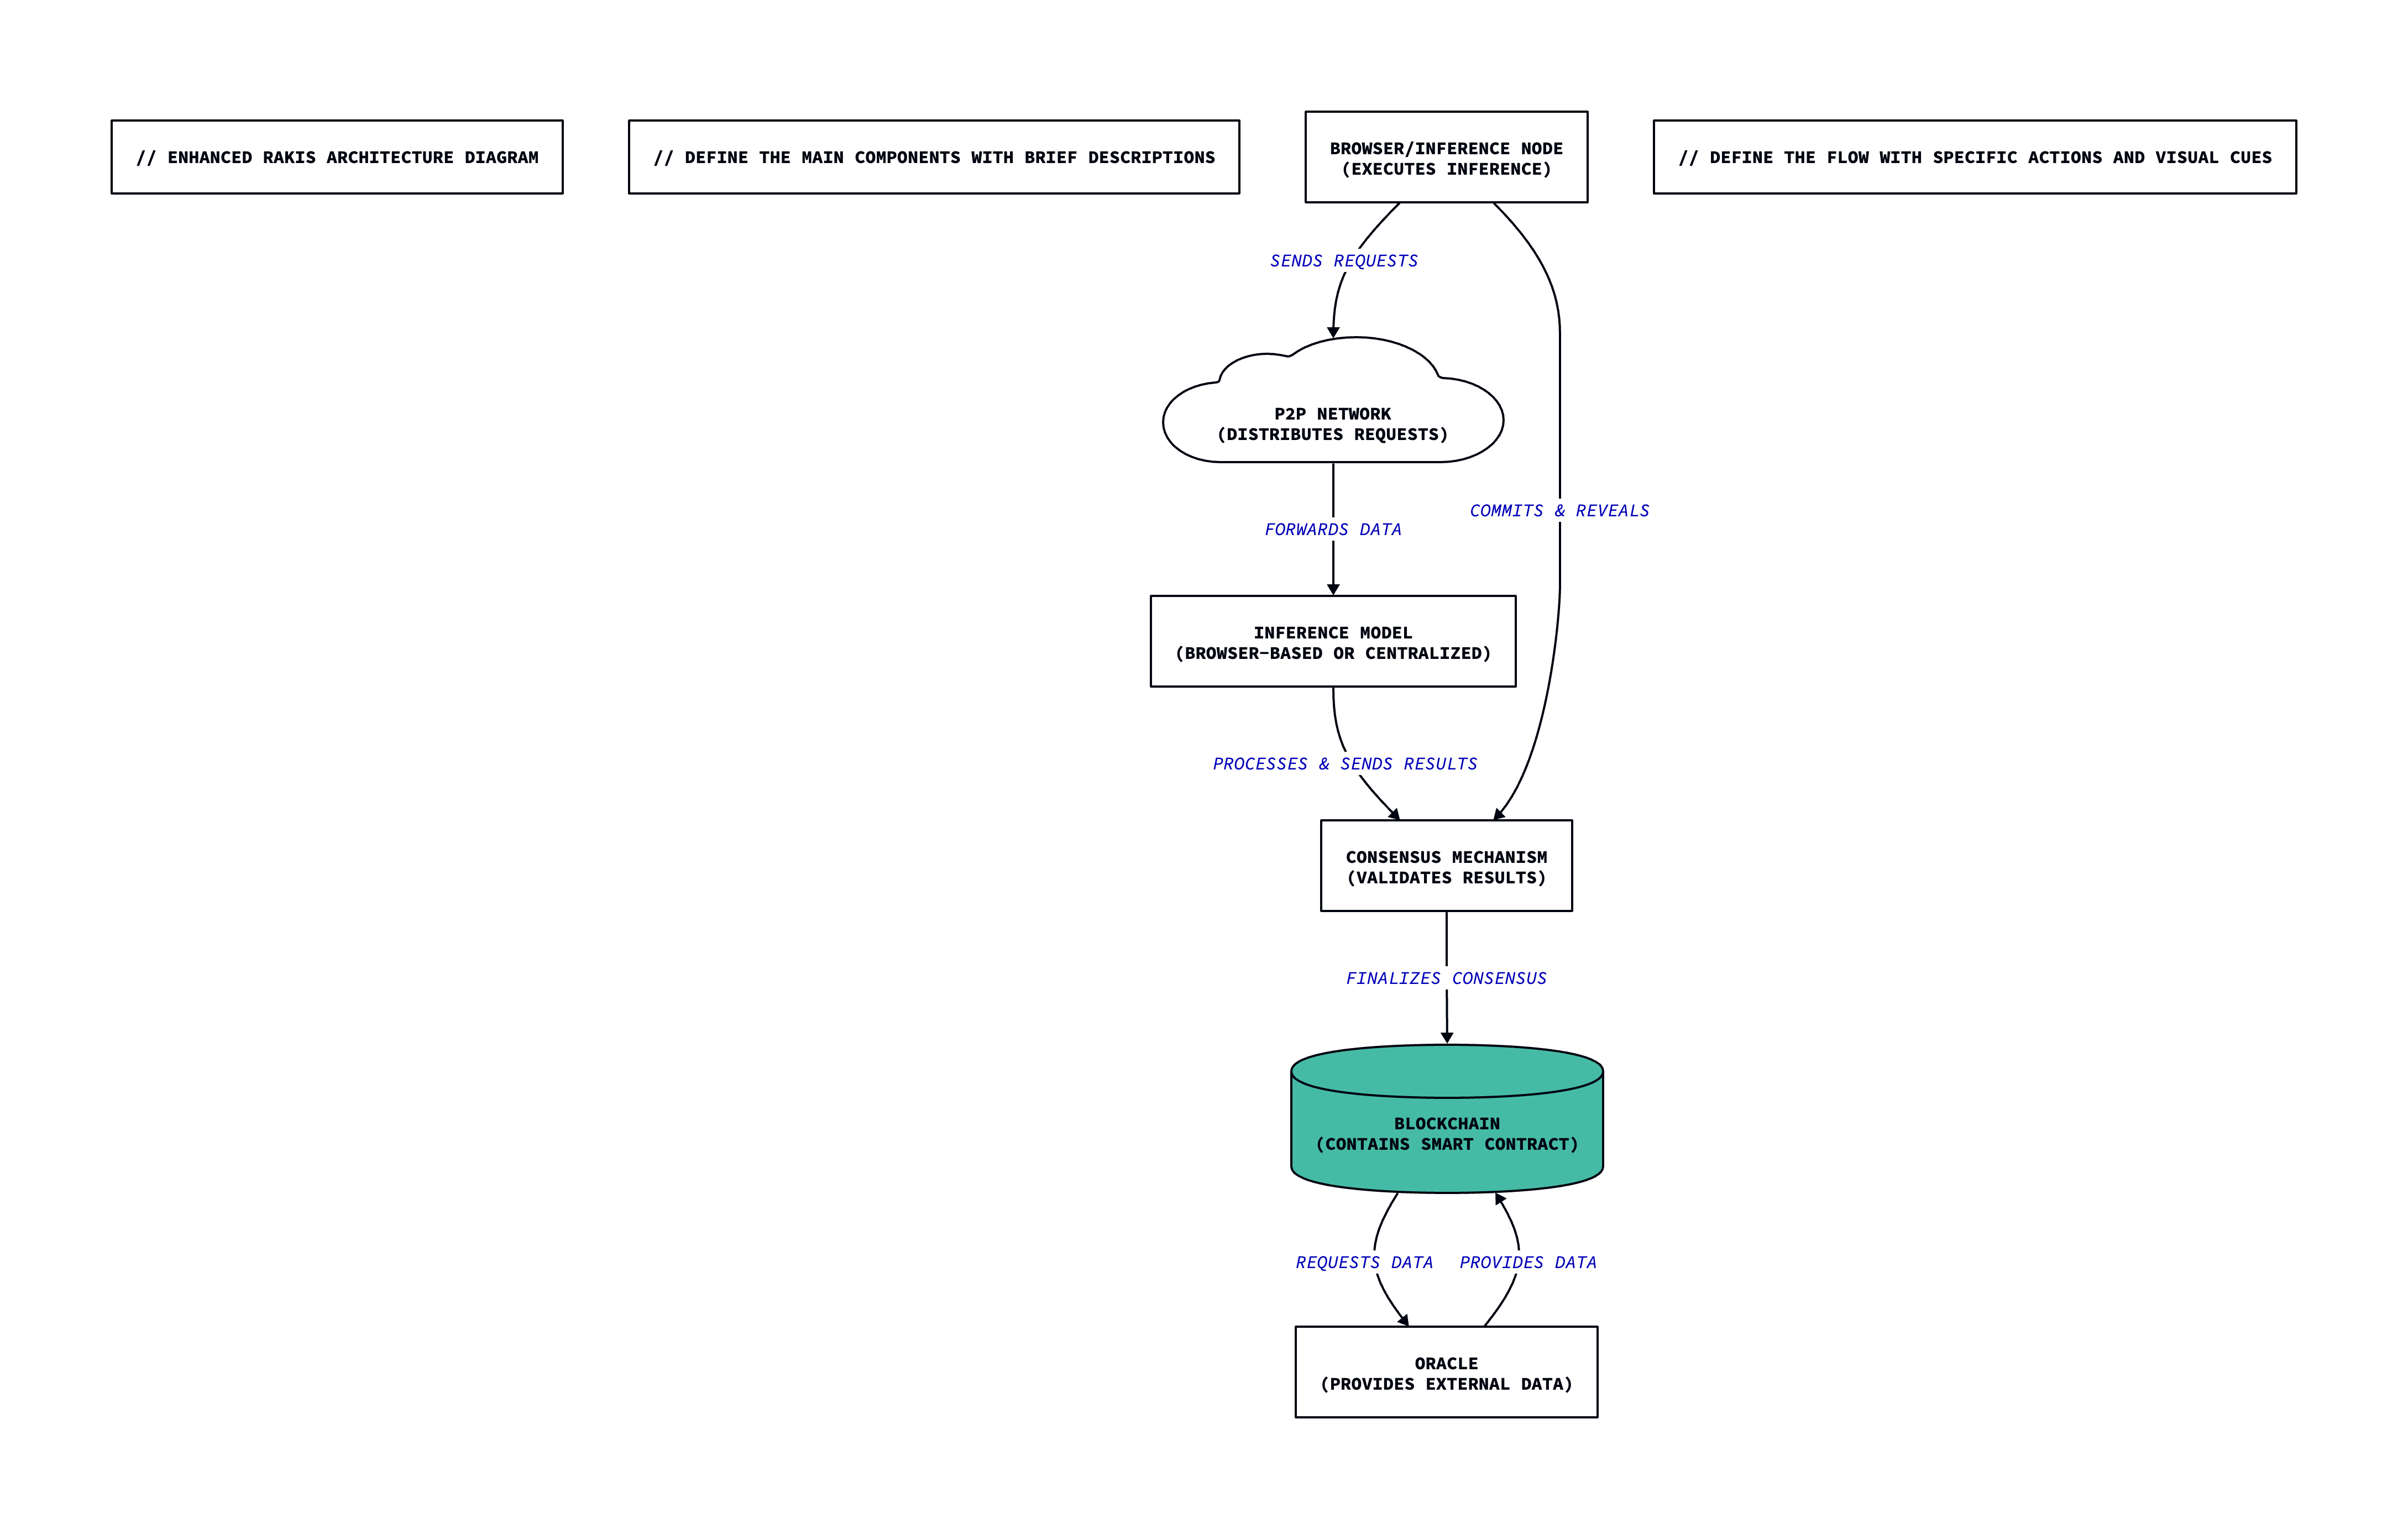 // ENHANCED RAKIS ARCHITECTURE DIAGRAM
// DEFINE THE MAIN COMPONENTS WITH BRIEF DESCRIPTIONS
BROWSER/INFERENCE NODE
(EXECUTES INFERENCE)
// DEFINE THE FLOW WITH SPECIFIC ACTIONS AND VISUAL CUES
SENDS REQUESTS
P2P NETWORK
(DISTRIBUTES REQUESTS)
COMMITS & REVEALS
FORWARDS DATA
INFERENCE MODEL
(BROWSER-BASED OR CENTRALIZED)
PROCESSES & SENDS RESULTS
CONSENSUS MECHANISM
(VALIDATES RESULTS)
FINALIZES CONSENSUS
BLOCKCHAIN
(CONTAINS SMART CONTRACT)
REQUESTS DATA
PROVIDES DATA
ORACLE
(PROVIDES EXTERNAL DATA)